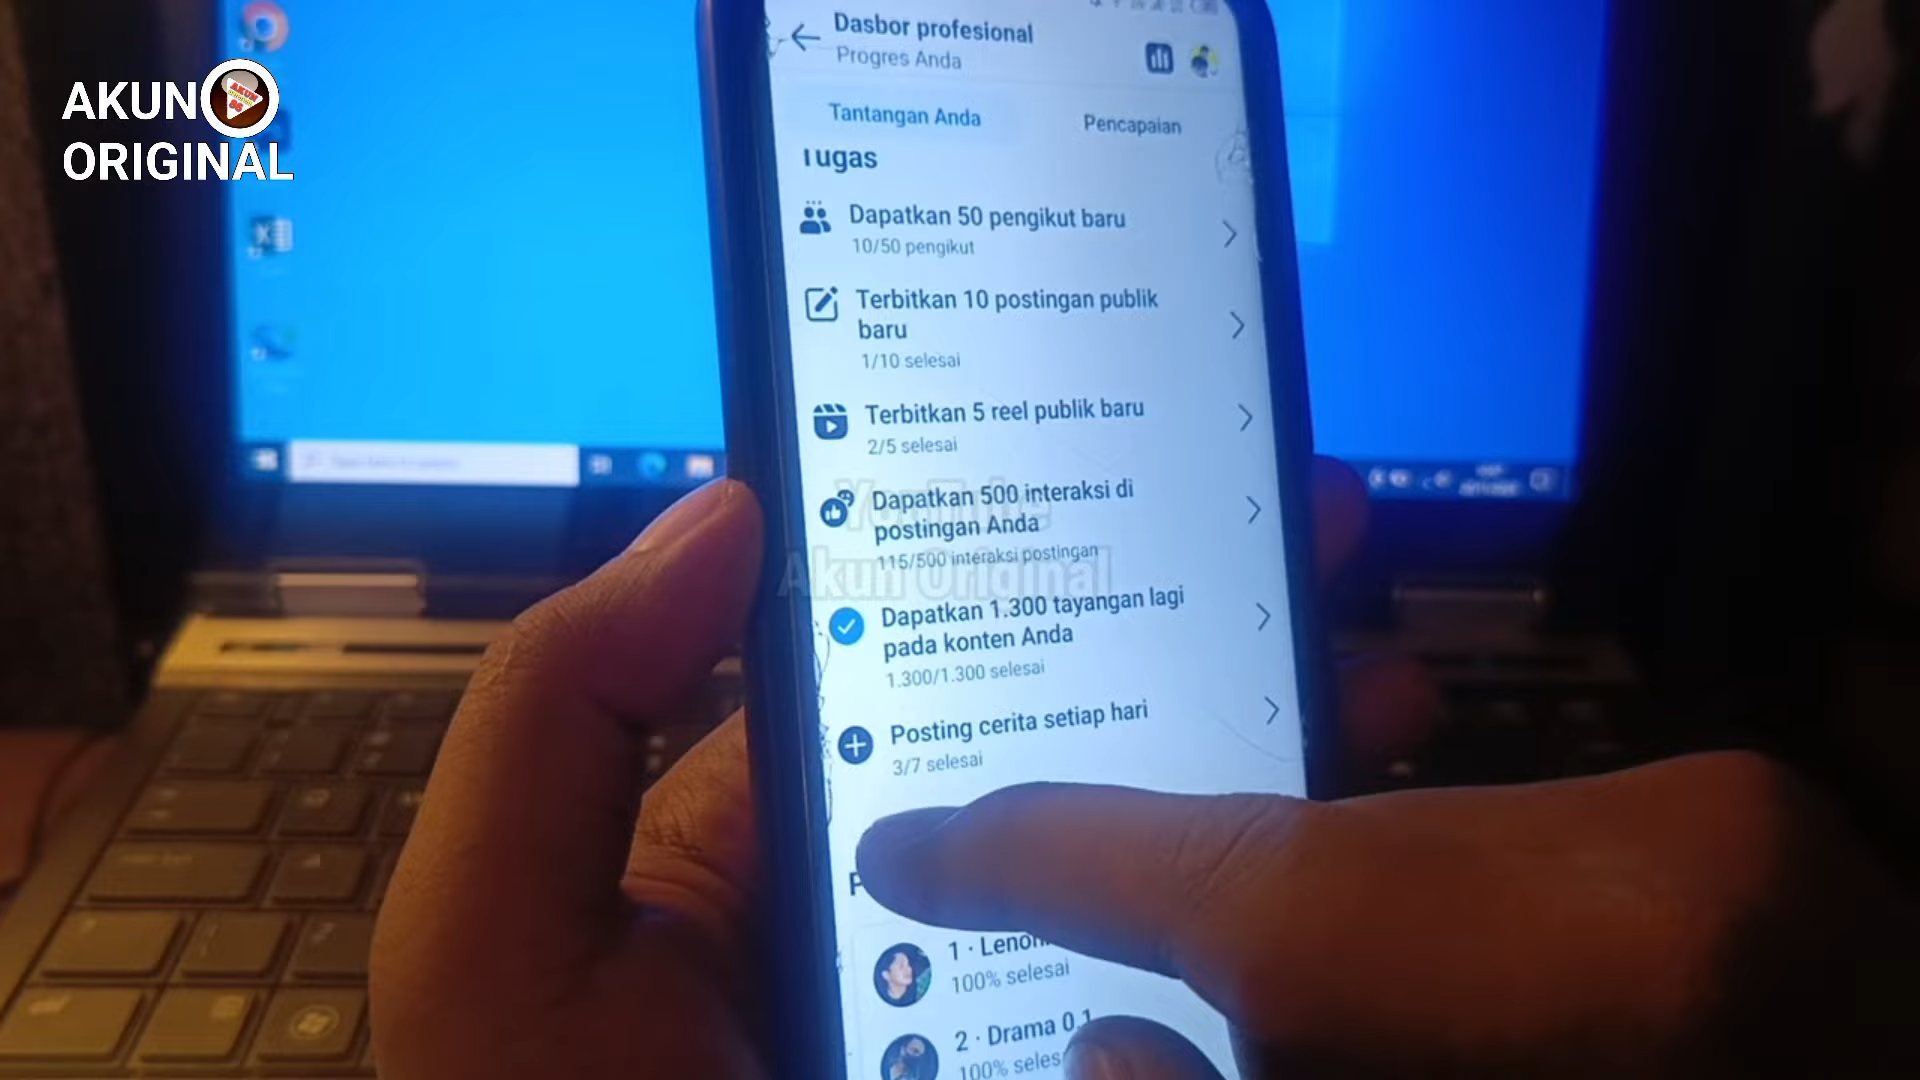 AKUN
ORIGINAL
Dasbor profesional
Progres Anda
Tantangan Anda
Pencapaian
Tugas
Dapatkan 50 pengikut baru
10/50 pengikut
Terbitkan 10 postingan publik
baru
1/10 selesai
Terbitkan 5 reel publik baru
2/5 selesai
Dapatkan 500 interaksi di
postingan Anda
115/500 interaksi postingan
YouTube
Akun Original
Dapatkan 1.300 tayangan lagi
pada konten Anda
1.300/1.300 selesai
Posting cerita setiap hari
3/7 selesai
1 ·
100% selesai
2 · Drama 0.1
100%